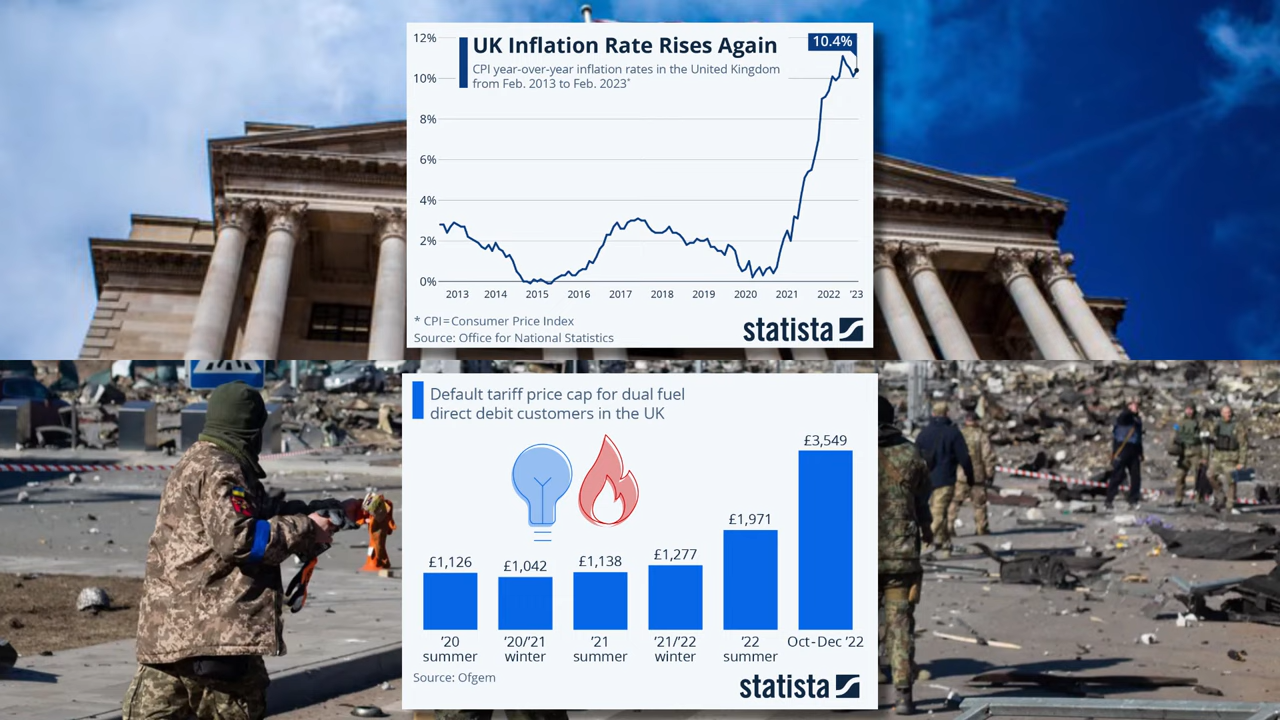 12%
UK Inflation Rate Rises Again
10.4%
CPI year-over-year inflation rates in the United Kingdom
10%
from Feb. 2013 to Feb. 2023*
8%
6%
4%
2%
0%
2013 2014 2015 2016 2017 2018 2019 2020 2021 2022 '23
* CPI=Consumer Price Index
Source: Office for National Statistics
statista
Default tariff price cap for dual fuel
direct debit customers in the UK
£3,549
£1,971
£1,277
£1,126
£1,138
£1,042
'20 summer
'20/'21 winter
'21 summer
'21/'22 winter
'22 summer
Oct-Dec '22
Source: Ofgem
statista